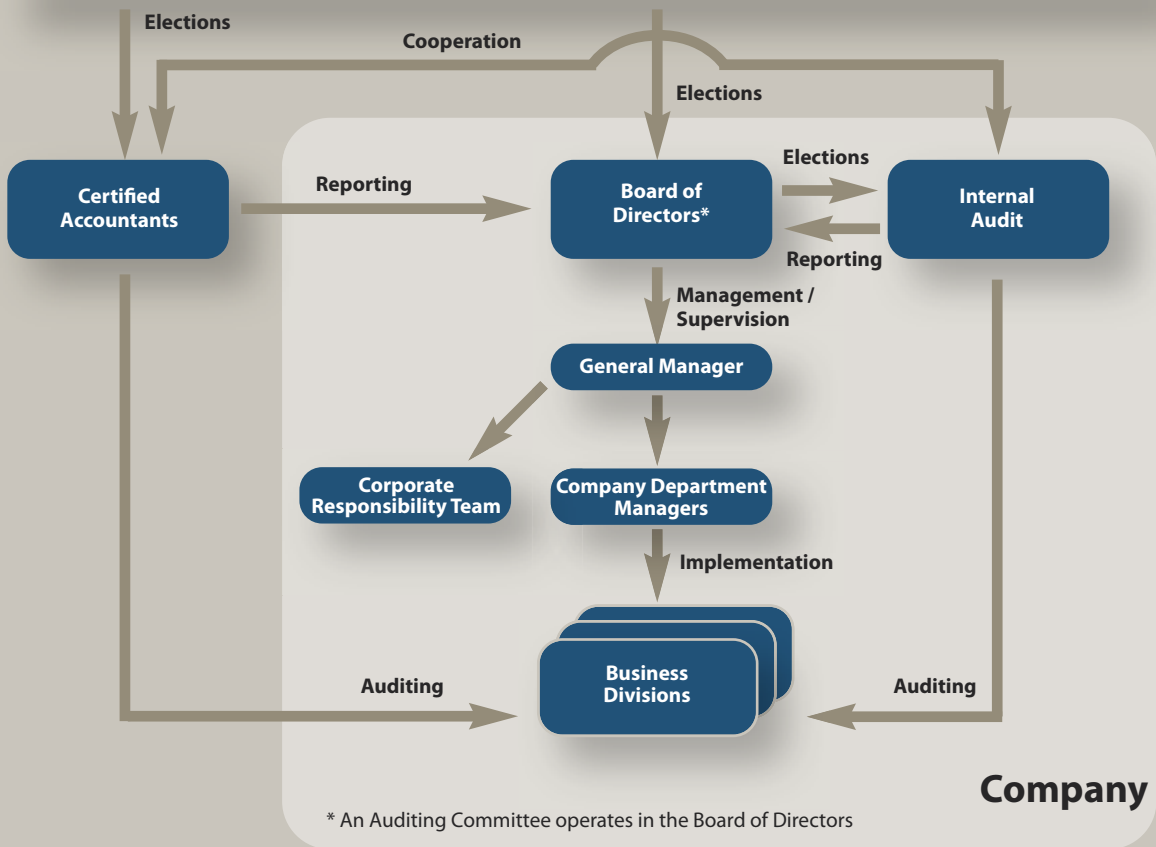 Elections
Cooperation
Elections
Certified
Accountants
Reporting
Board of
Directors*
Elections
Reporting
Internal
Audit
Management /
Supervision
General Manager
Corporate
Responsibility Team
Company Department
Managers
Implementation
Business
Divisions
Auditing
Auditing
Company
* An Auditing Committee operates in the Board of Directors